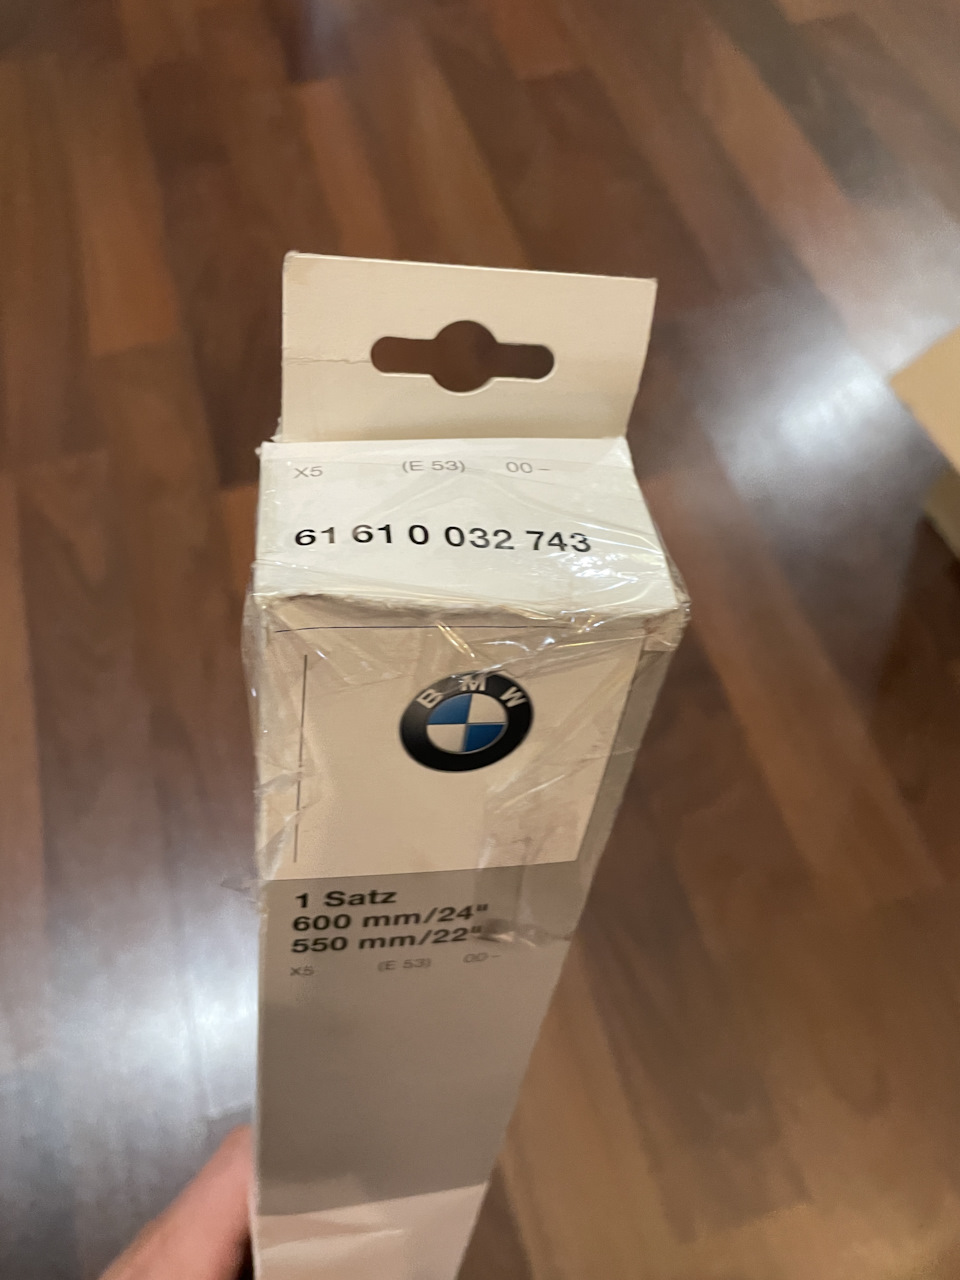 X5 (E 53) 00 –
61 61 0 032 743
BMW
1 Satz
600 mm/24"
550 mm/22"
X5 (E 53) 00 –